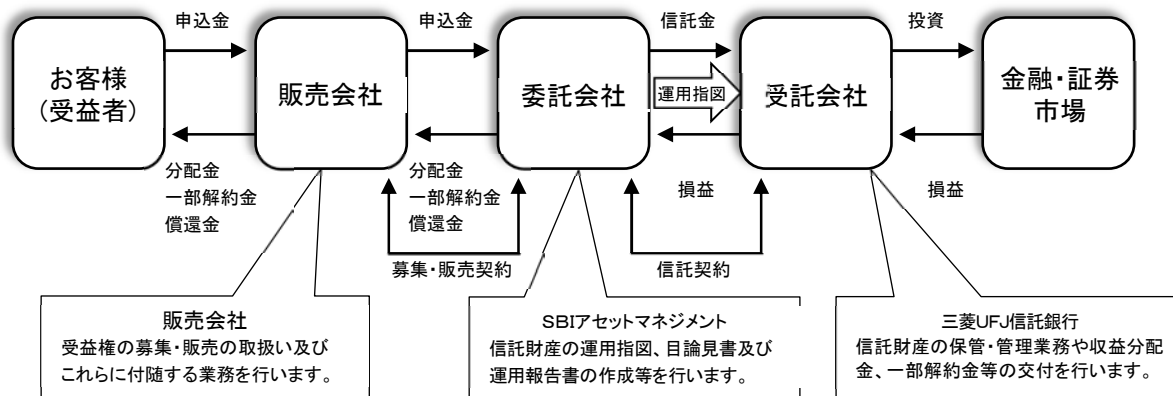 申込金
申込金
信託金
投資
お客様
(受益者)
販売会社
委託会社
運用指図
受託会社
金融・証券
市場
分配金
一部解約金
償還金
分配金
一部解約金
償還金
損益
損益
募集・販売契約
信託契約
販売会社
受益権の募集・販売の取扱い及び
これらに付随する業務を行います。
SBIアセットマネジメント
信託財産の運用指図、目論見書及び
運用報告書の作成等を行います。
三菱UFJ信託銀行
信託財産の保管・管理業務や収益分配
金、一部解約金等の交付を行います。